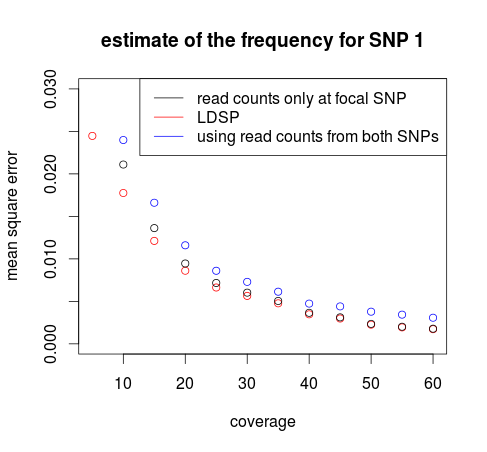 estimate of the frequency for SNP 1
read counts only at focal SNP
LDSP
using read counts from both SNPs
mean square error
0.030
0.020
0.010
0.000
10 20 30 40 50 60
coverage